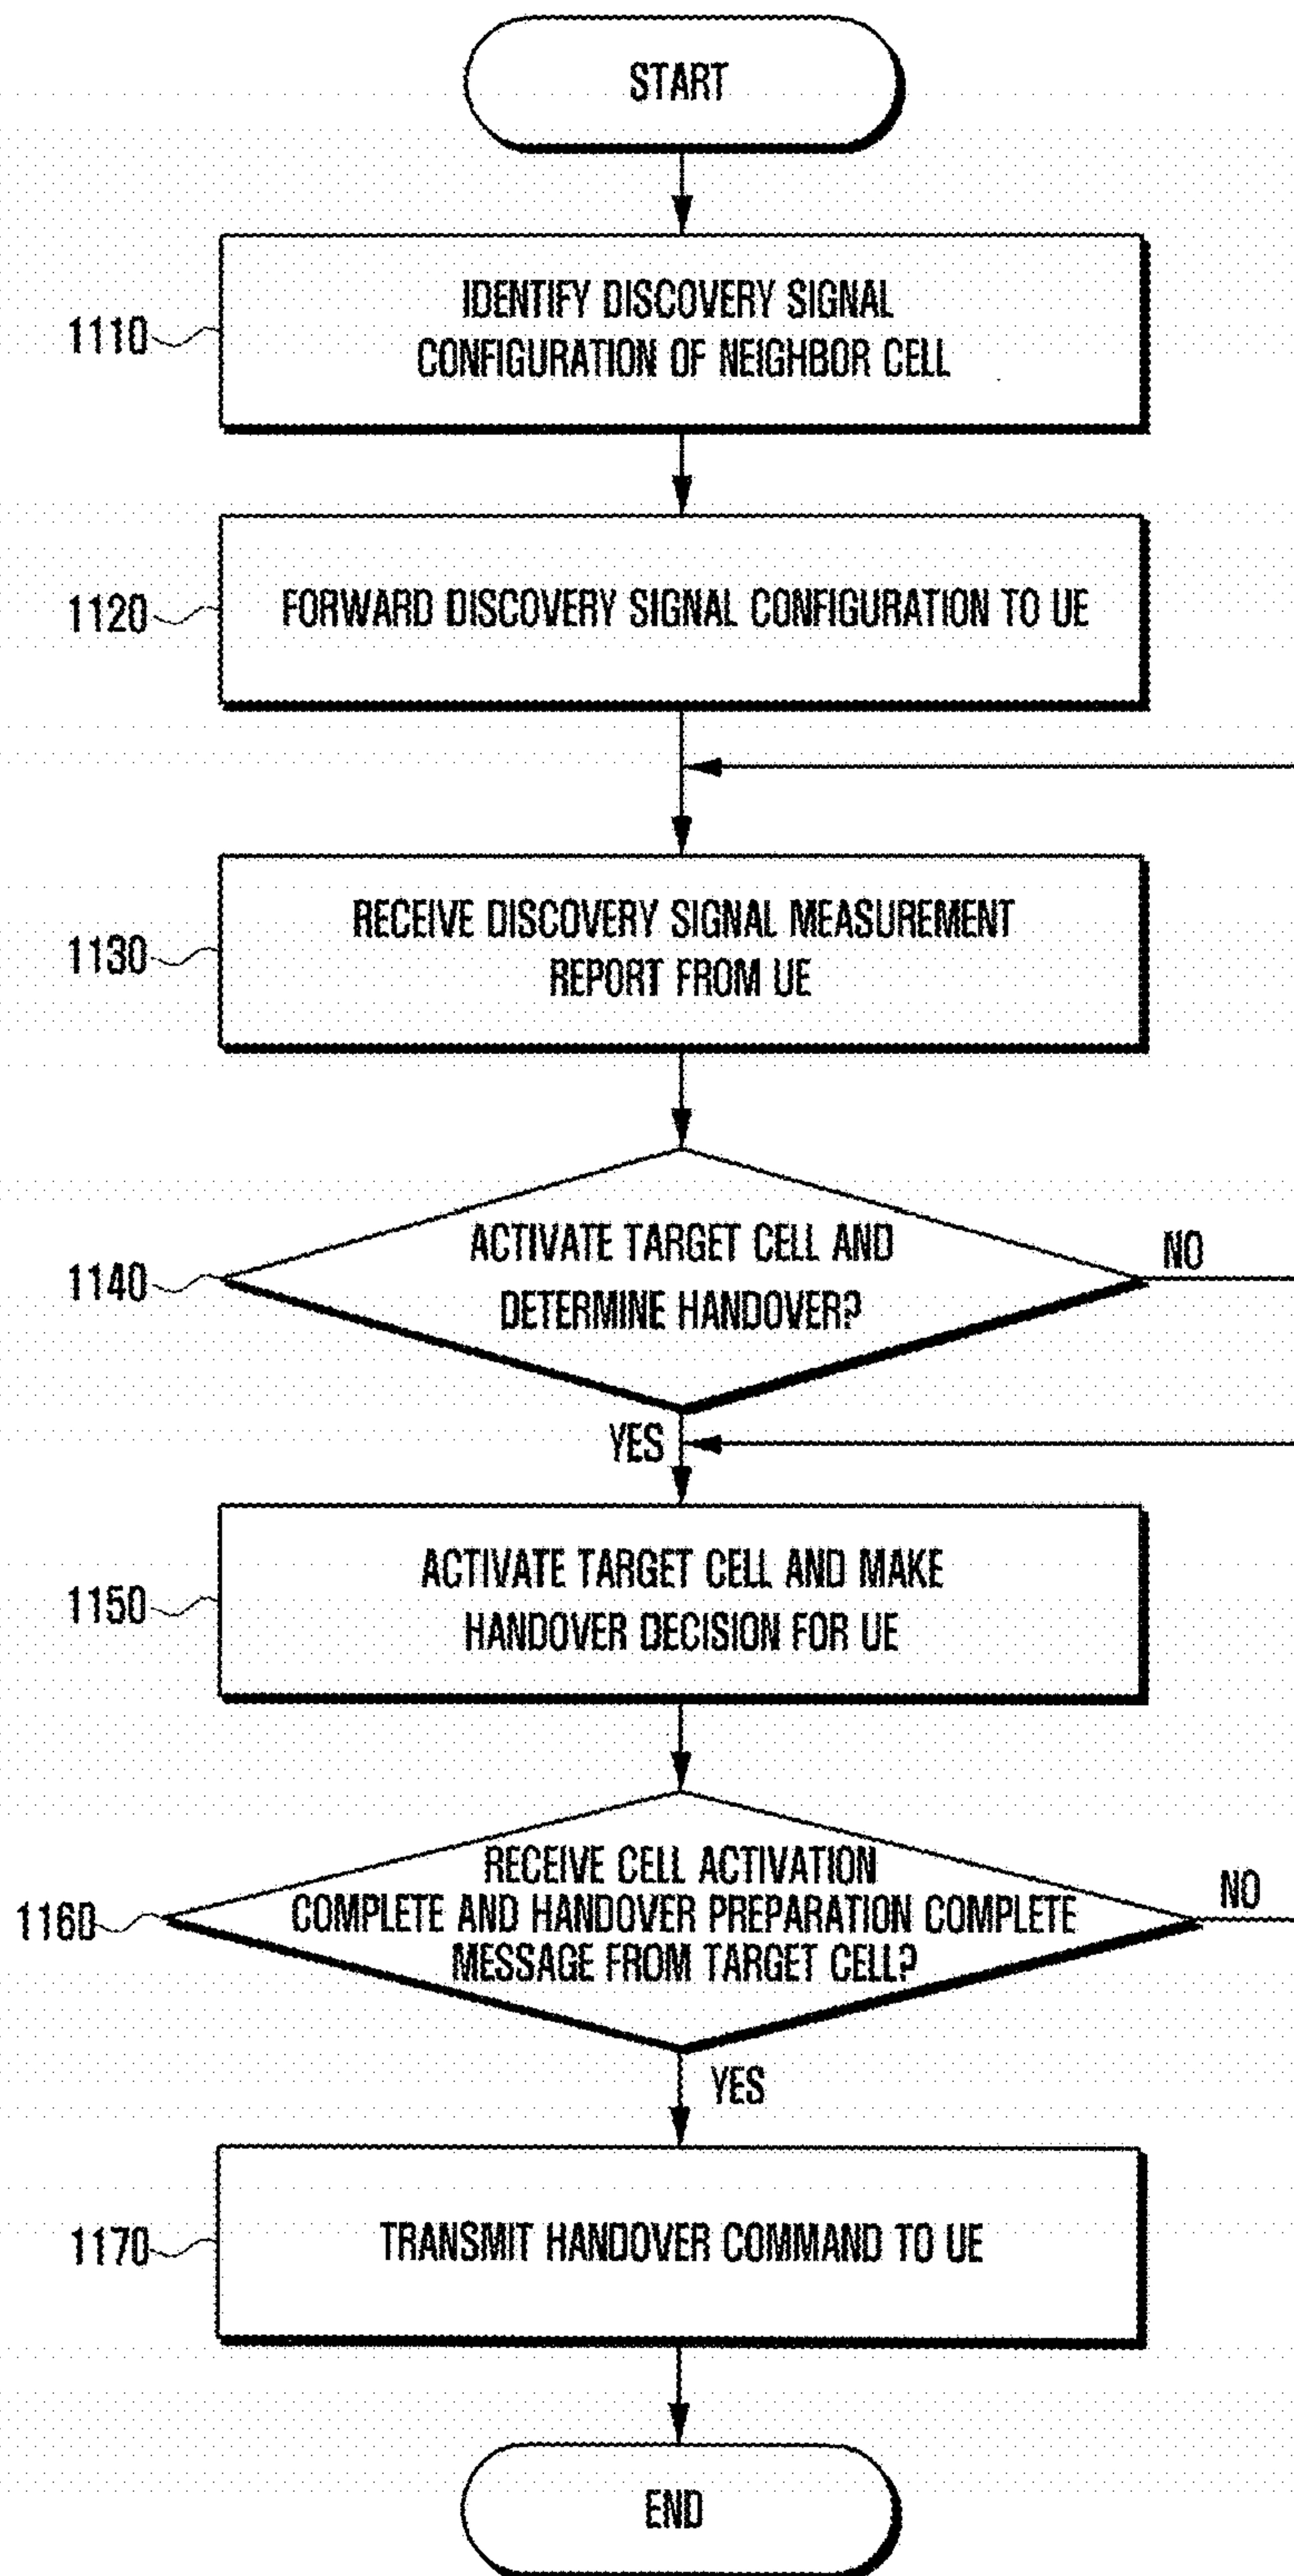 START
1110
IDENTIFY DISCOVERY SIGNAL
CONFIGURATION OF NEIGHBOR CELL
1120
FORWARD DISCOVERY SIGNAL CONFIGURATION TO UE
1130
RECEIVE DISCOVERY SIGNAL MEASUREMENT
REPORT FROM UE
1140
ACTIVATE TARGET CELL AND
DETERMINE HANDOVER?
NO
YES
1150
ACTIVATE TARGET CELL AND MAKE
HANDOVER DECISION FOR UE
1160
RECEIVE CELL ACTIVATION
COMPLETE AND HANDOVER PREPARATION COMPLETE
MESSAGE FROM TARGET CELL?
NO
YES
1170
TRANSMIT HANDOVER COMMAND TO UE
END